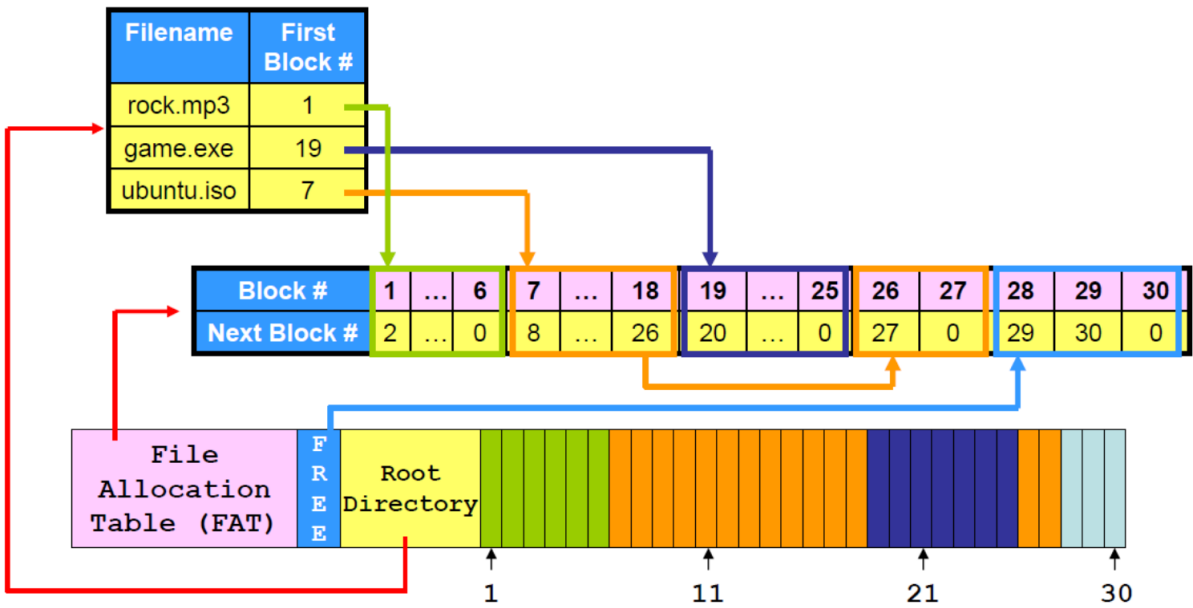 Filename First Block #
rock.mp3 1
game.exe 19
ubuntu.iso 7
Block # 1 ... 6 7 ... 18 19 ... 25 26 27 28 29 30
Next Block # 2 ... 0 8 ... 26 20 ... 0 27 0 29 30 0
File
Allocation
Table (FAT)
F
R
E
E
Root
Directory
1 11 21 30